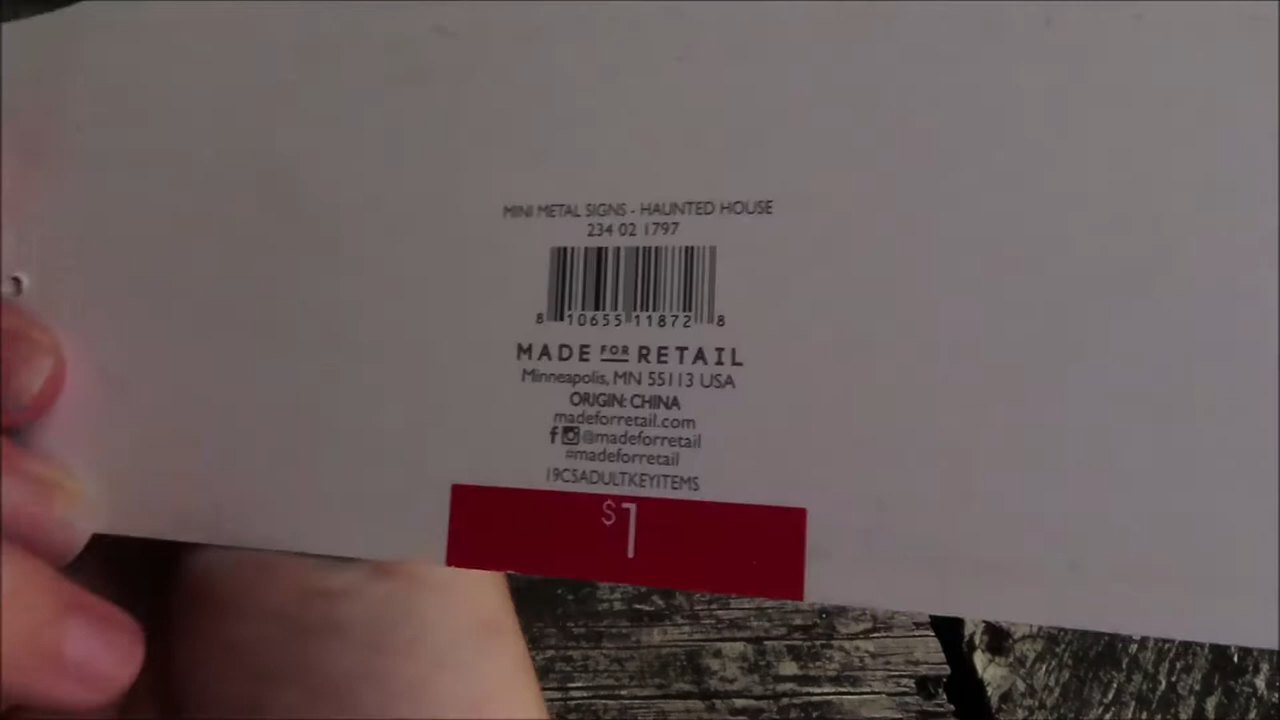 MINI METAL SIGNS - HAUNTED HOUSE
234 02 1797
8 10655 11872 8
MADE FOR RETAIL
Minneapolis, MN 55113 USA
ORIGIN: CHINA
madeforretail.com
@madeforretail
#madeforretail
19CSADULTKEYITEMS
$1